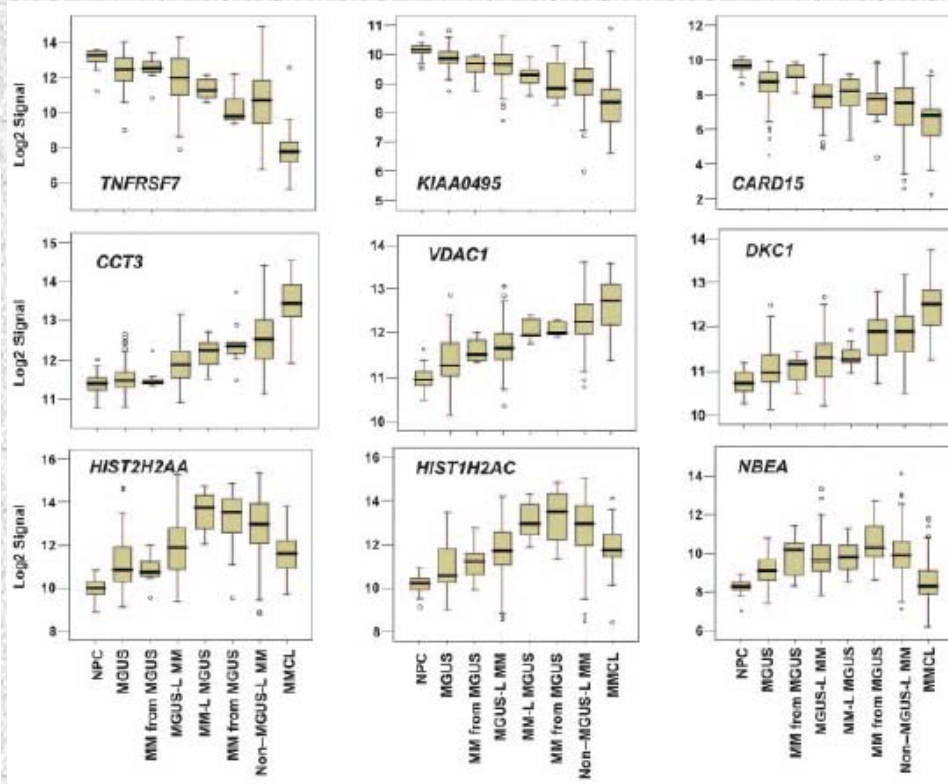 14
12
10
8
6
Log2 Signal
TNFRSF7
11
10
9
8
7
6
5
KIAA0495
12
10
8
6
4
2
CARD15
15
14
13
12
11
Log2 Signal
CCT3
14
13
12
11
10
VDAC1
14
13
12
11
10
DKC1
16
14
12
10
8
Log2 Signal
HIST2H2AA
16
14
12
10
8
HIST1H2AC
14
12
10
8
6
NBEA
NPC
MGUS
MM from MGUS
MGUS-L MM
MM-L MGUS
MM from MGUS
Non–MGUS-L MM
MMCL
NPC
MGUS
MM from MGUS
MGUS-L MM
MM-L MGUS
MM from MGUS
Non–MGUS-L MM
MMCL
NPC
MGUS
MM from MGUS
MGUS-L MM
MM-L MGUS
MM from MGUS
Non–MGUS-L MM
MMCL